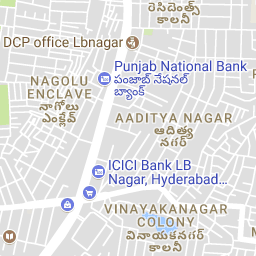 రెసిడెన్స్
కాలనీ
DCP office Lbnagar
Punjab National Bank
పంజాబ్ నేషనల్
బ్యాంక్
NAGOLU
ENCLAVE
నాగోలు
ఎంక్లేవ్
AADITYA NAGAR
ఆదిత్య
నగర్
ICICI Bank LB
Nagar, Hyderabad...
VINAYAKANAGAR
COLONY
వినాయకనగర్
కాలనీ